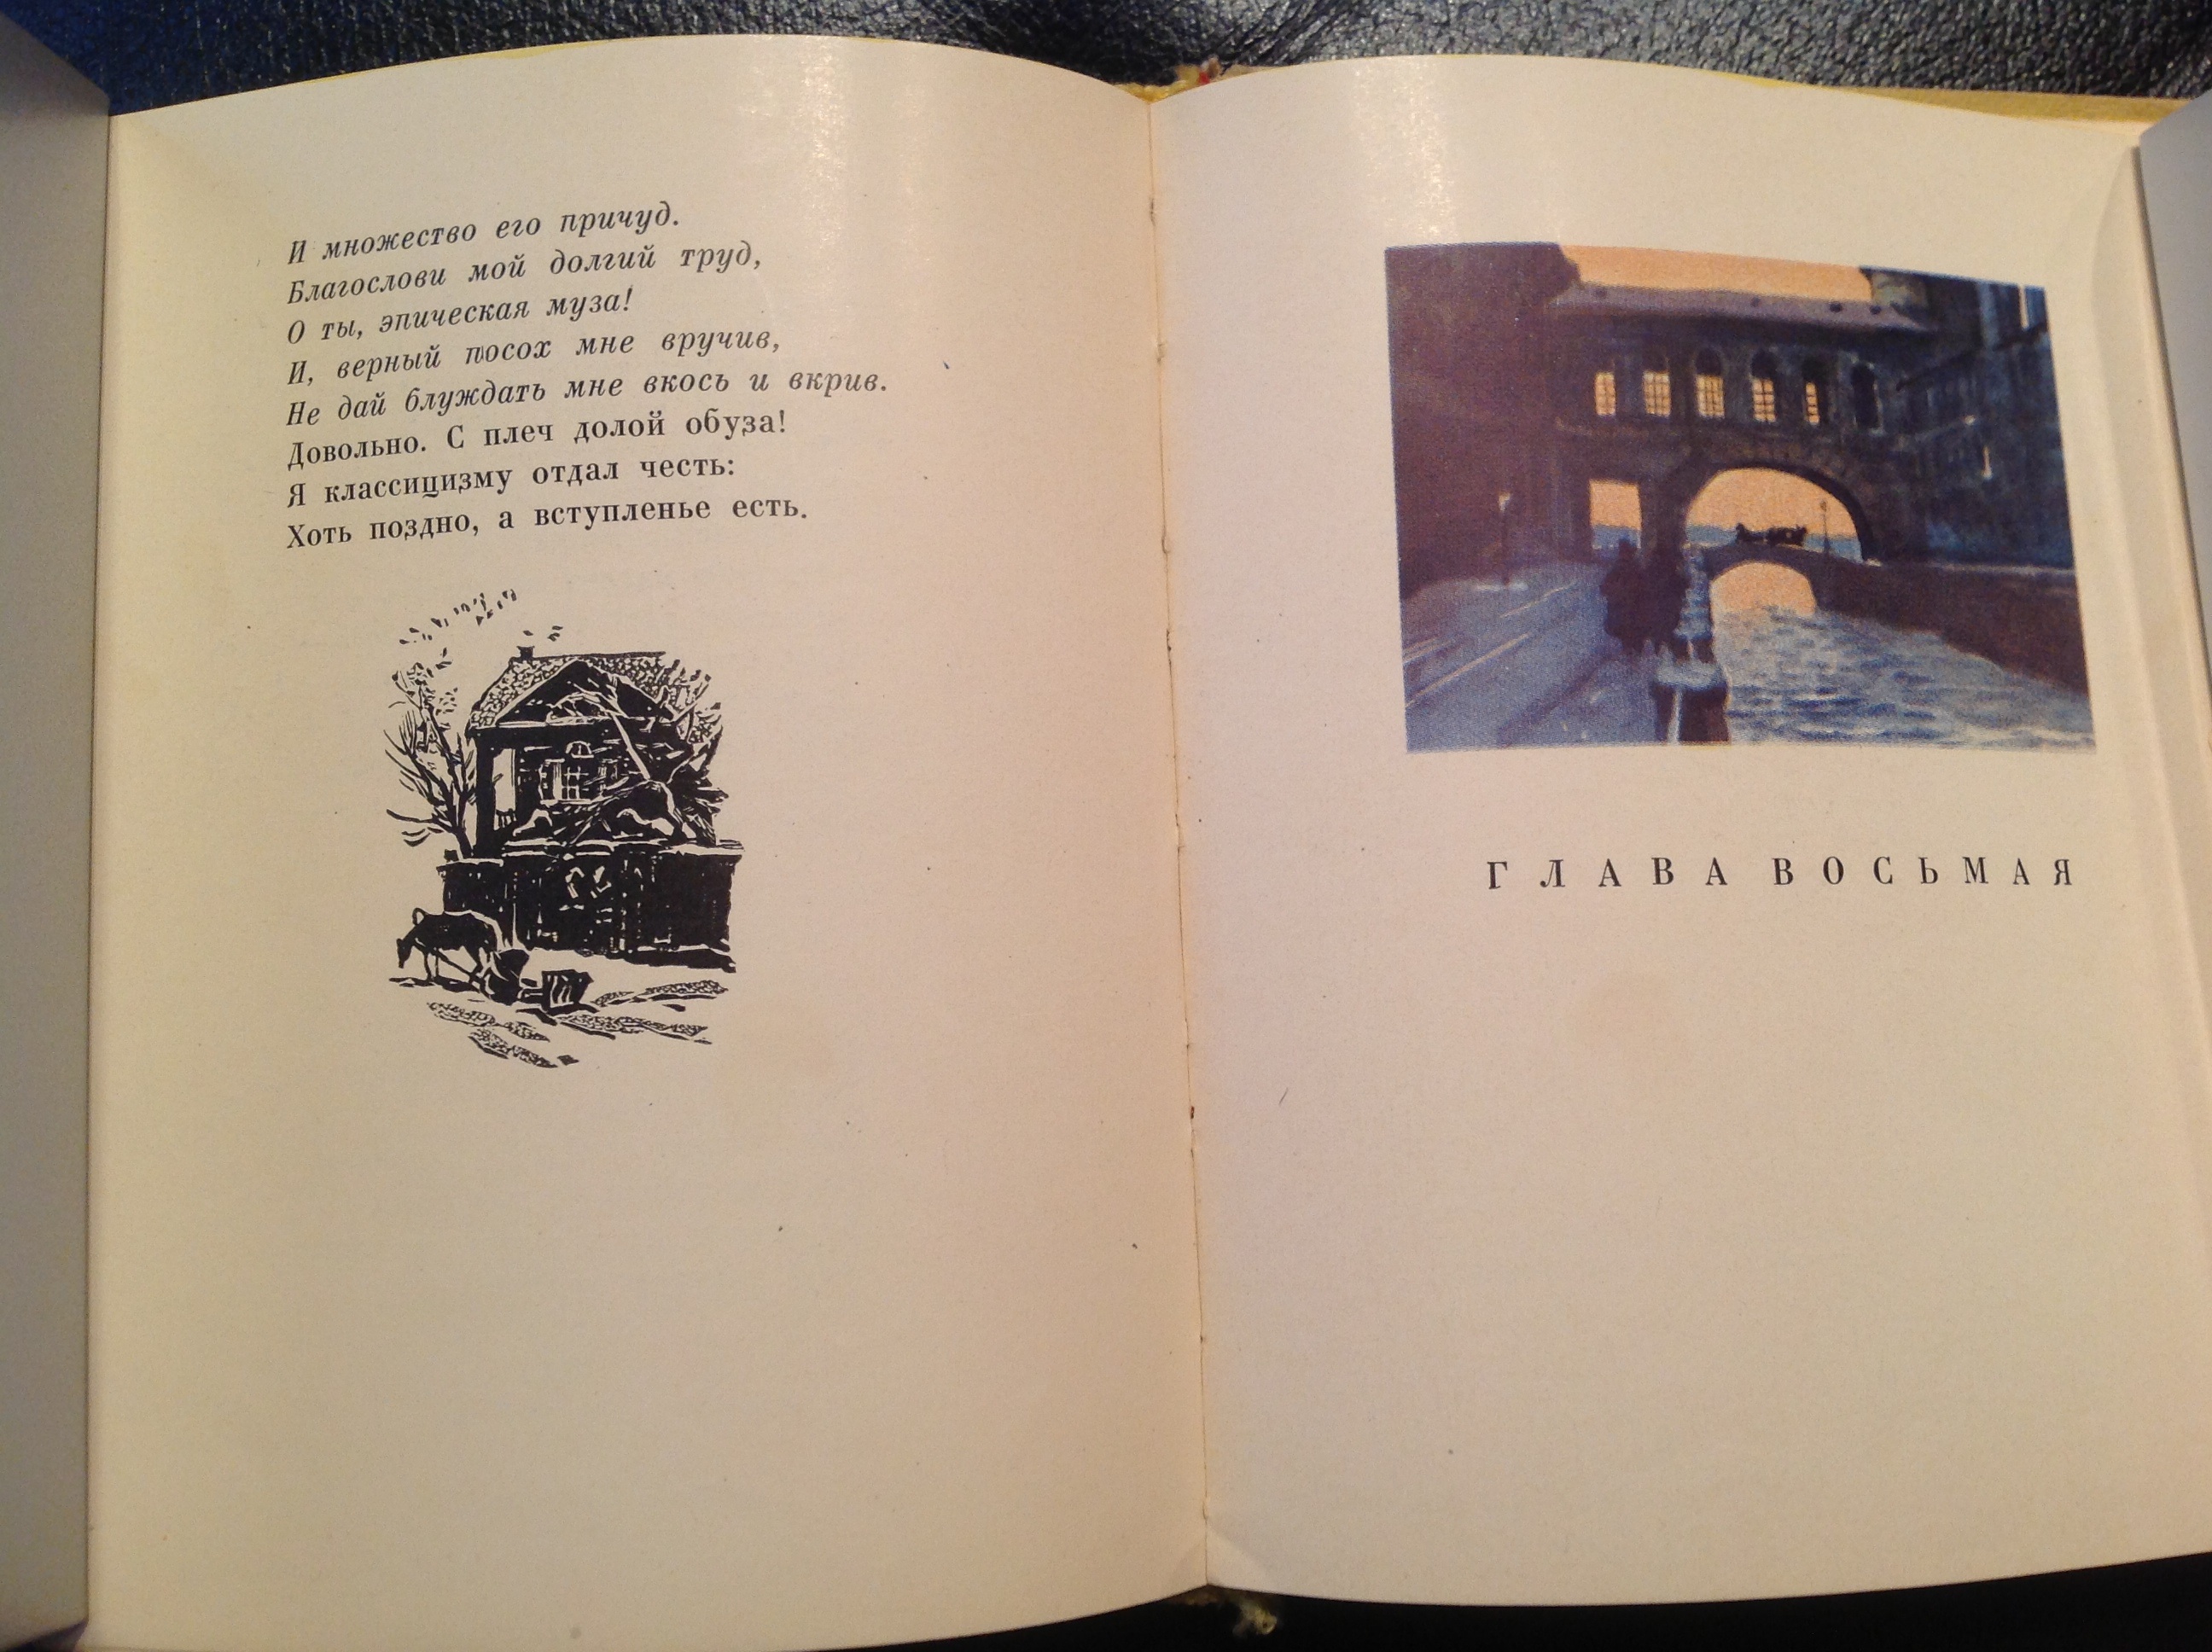 И множество его причуд.
Благослови мой долгий труд,
О ты, эпическая муза!
И, верный посох мне вручив,
Не дай блуждать мне вкось и вкрив.
Довольно. С плеч долой обуза!
Я классицизму отдал честь:
Хоть поздно, а вступленье есть.
ГЛАВА ВОСЬМАЯ